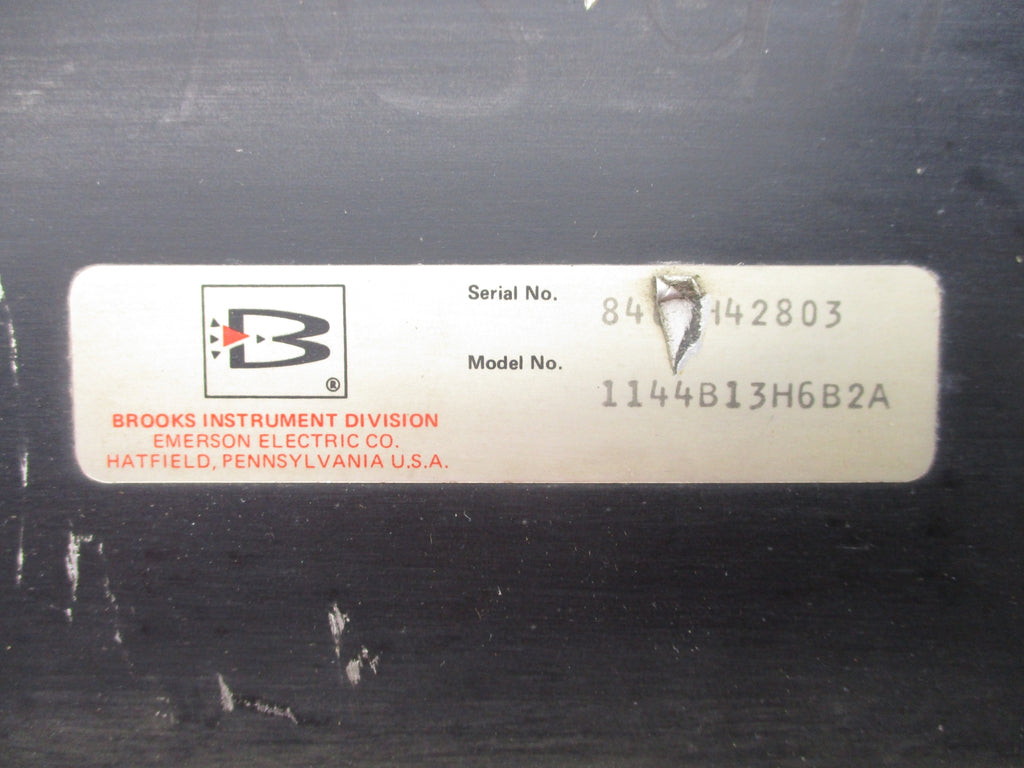 B
®
BROOKS INSTRUMENT DIVISION
EMERSON ELECTRIC CO.
HATFIELD, PENNSYLVANIA U.S.A.
Serial No.
Model No. 1144B13H6B2A